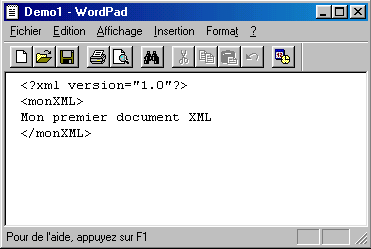 Demo1 - WordPad
Fichier Edition Affichage Insertion Format ?
<?xml version="1.0"?>
<monXML>
Mon premier document XML
</monXML>
Pour de l'aide, appuyez sur F1